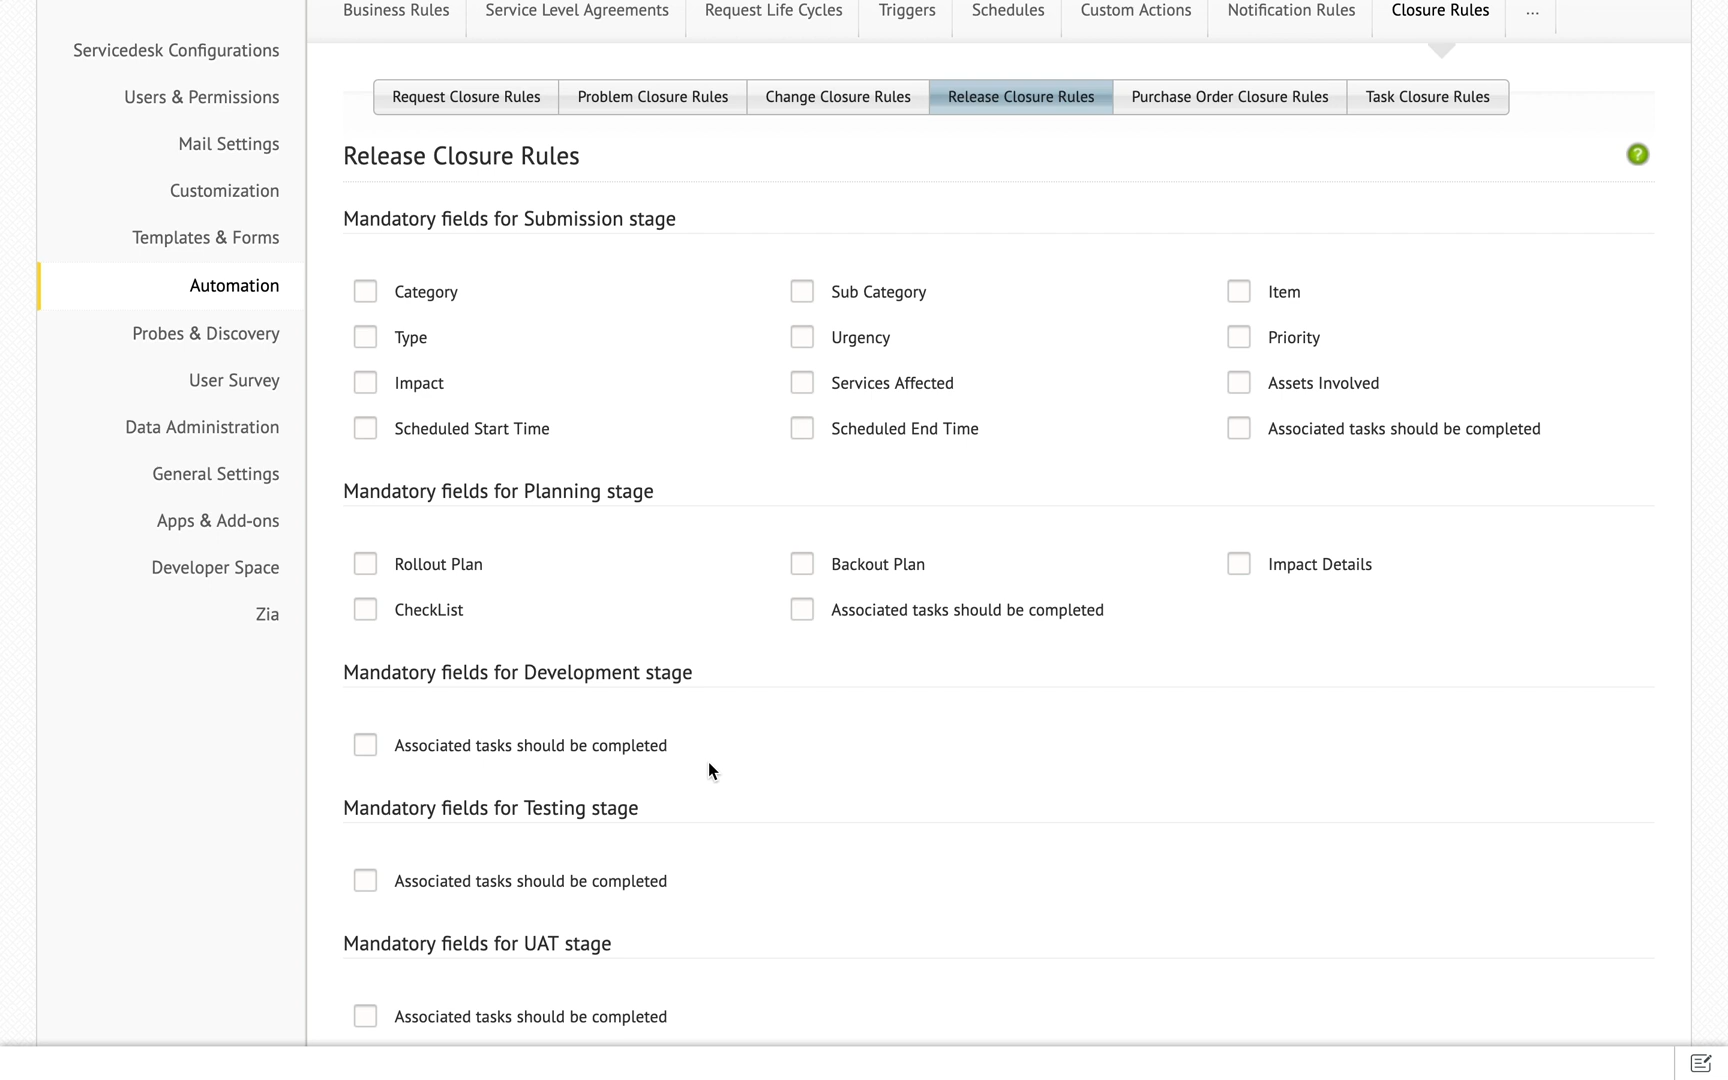 Business Rules Service Level Agreements Request Life Cycles Triggers Schedules Custom Actions Notification Rules Closure Rules ...
Servicedesk Configurations
Users & Permissions
Mail Settings
Customization
Templates & Forms
Automation
Probes & Discovery
User Survey
Data Administration
General Settings
Apps & Add-ons
Developer Space
Zia
Request Closure Rules Problem Closure Rules Change Closure Rules Release Closure Rules Purchase Order Closure Rules Task Closure Rules
Release Closure Rules ?
Mandatory fields for Submission stage
Category Sub Category Item
Type Urgency Priority
Impact Services Affected Assets Involved
Scheduled Start Time Scheduled End Time Associated tasks should be completed
Mandatory fields for Planning stage
Rollout Plan Backout Plan Impact Details
CheckList Associated tasks should be completed
Mandatory fields for Development stage
Associated tasks should be completed
Mandatory fields for Testing stage
Associated tasks should be completed
Mandatory fields for UAT stage
Associated tasks should be completed